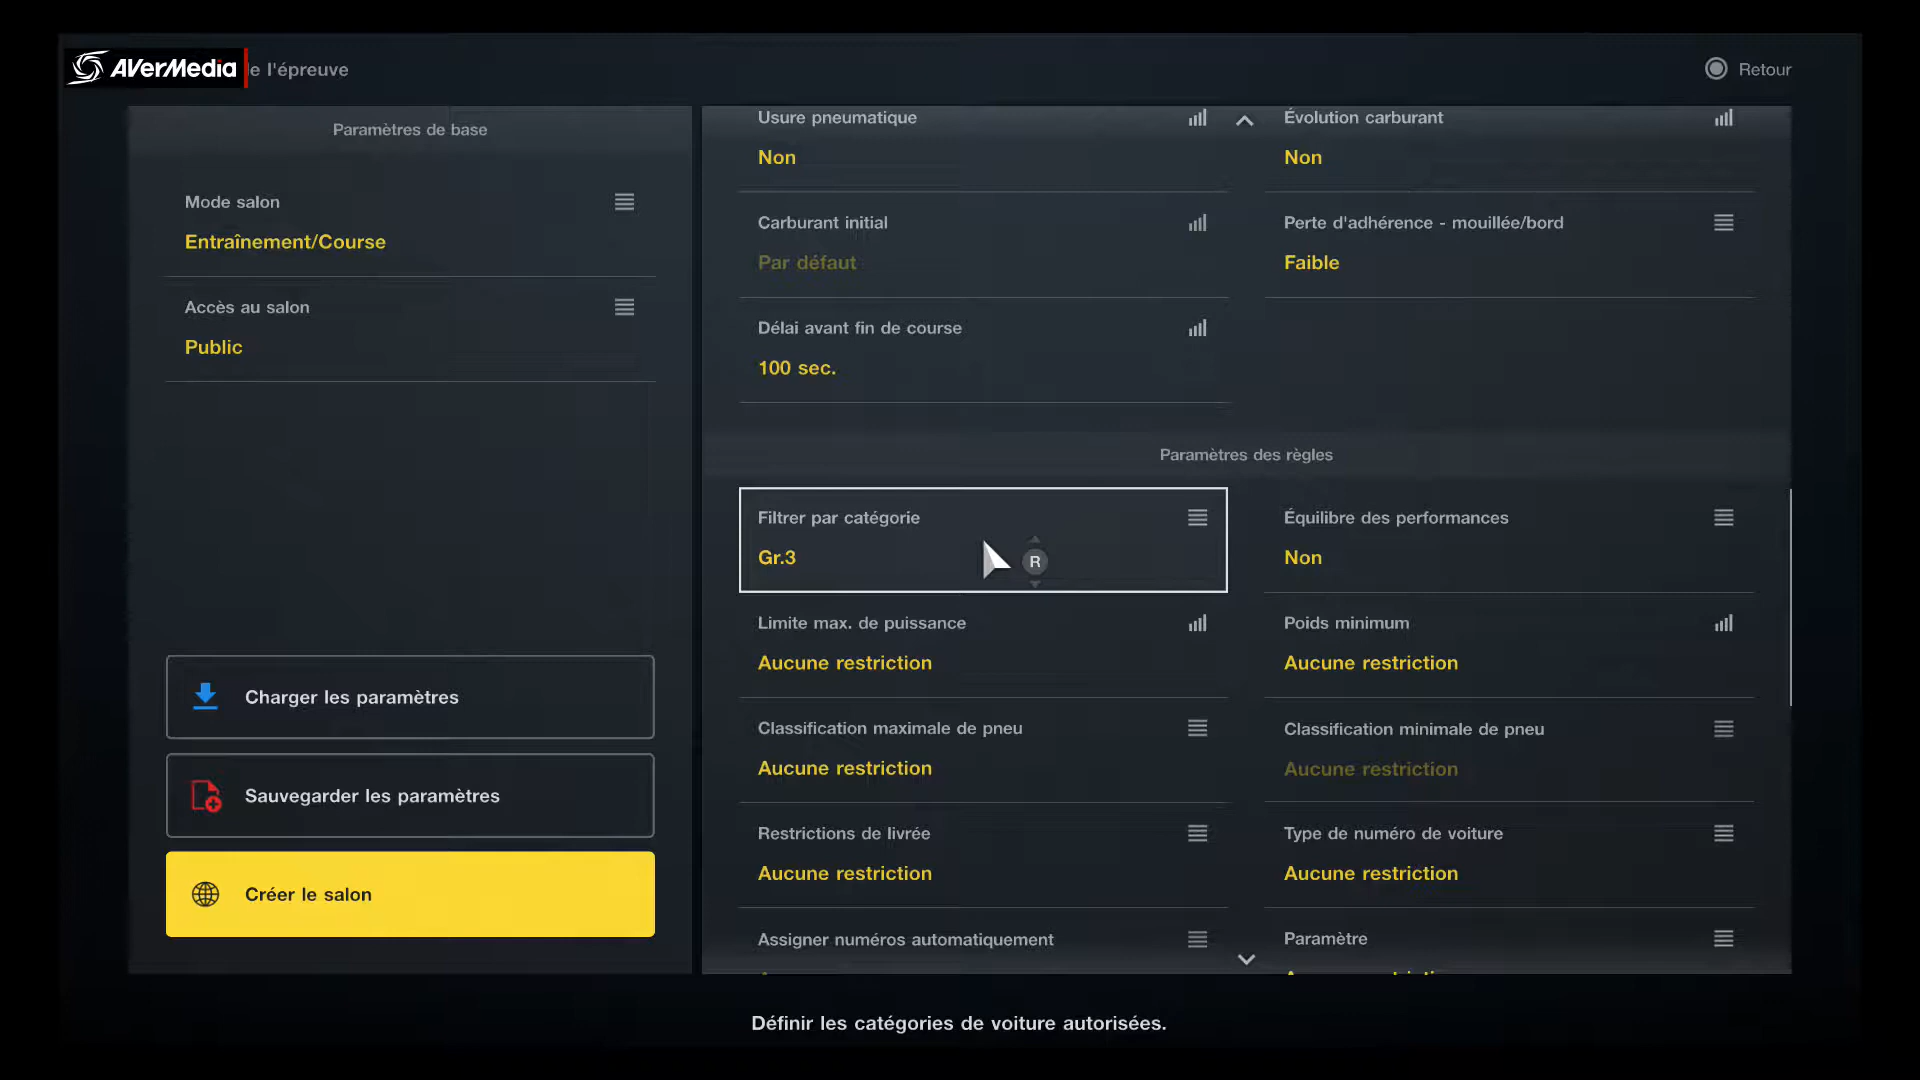 AVerMedia
e l'épreuve
Retour
Paramètres de base
Mode salon
Entraînement/Course
Accès au salon
Public
Charger les paramètres
Sauvegarder les paramètres
Créer le salon
Usure pneumatique
Non
Évolution carburant
Non
Carburant initial
Par défaut
Perte d'adhérence - mouillée/bord
Faible
Délai avant fin de course
100 sec.
Paramètres des règles
Filtrer par catégorie
Gr.3
R
Équilibre des performances
Non
Limite max. de puissance
Aucune restriction
Poids minimum
Aucune restriction
Classification maximale de pneu
Aucune restriction
Classification minimale de pneu
Aucune restriction
Restrictions de livrée
Aucune restriction
Type de numéro de voiture
Aucune restriction
Assigner numéros automatiquement
Paramètre
Définir les catégories de voiture autorisées.